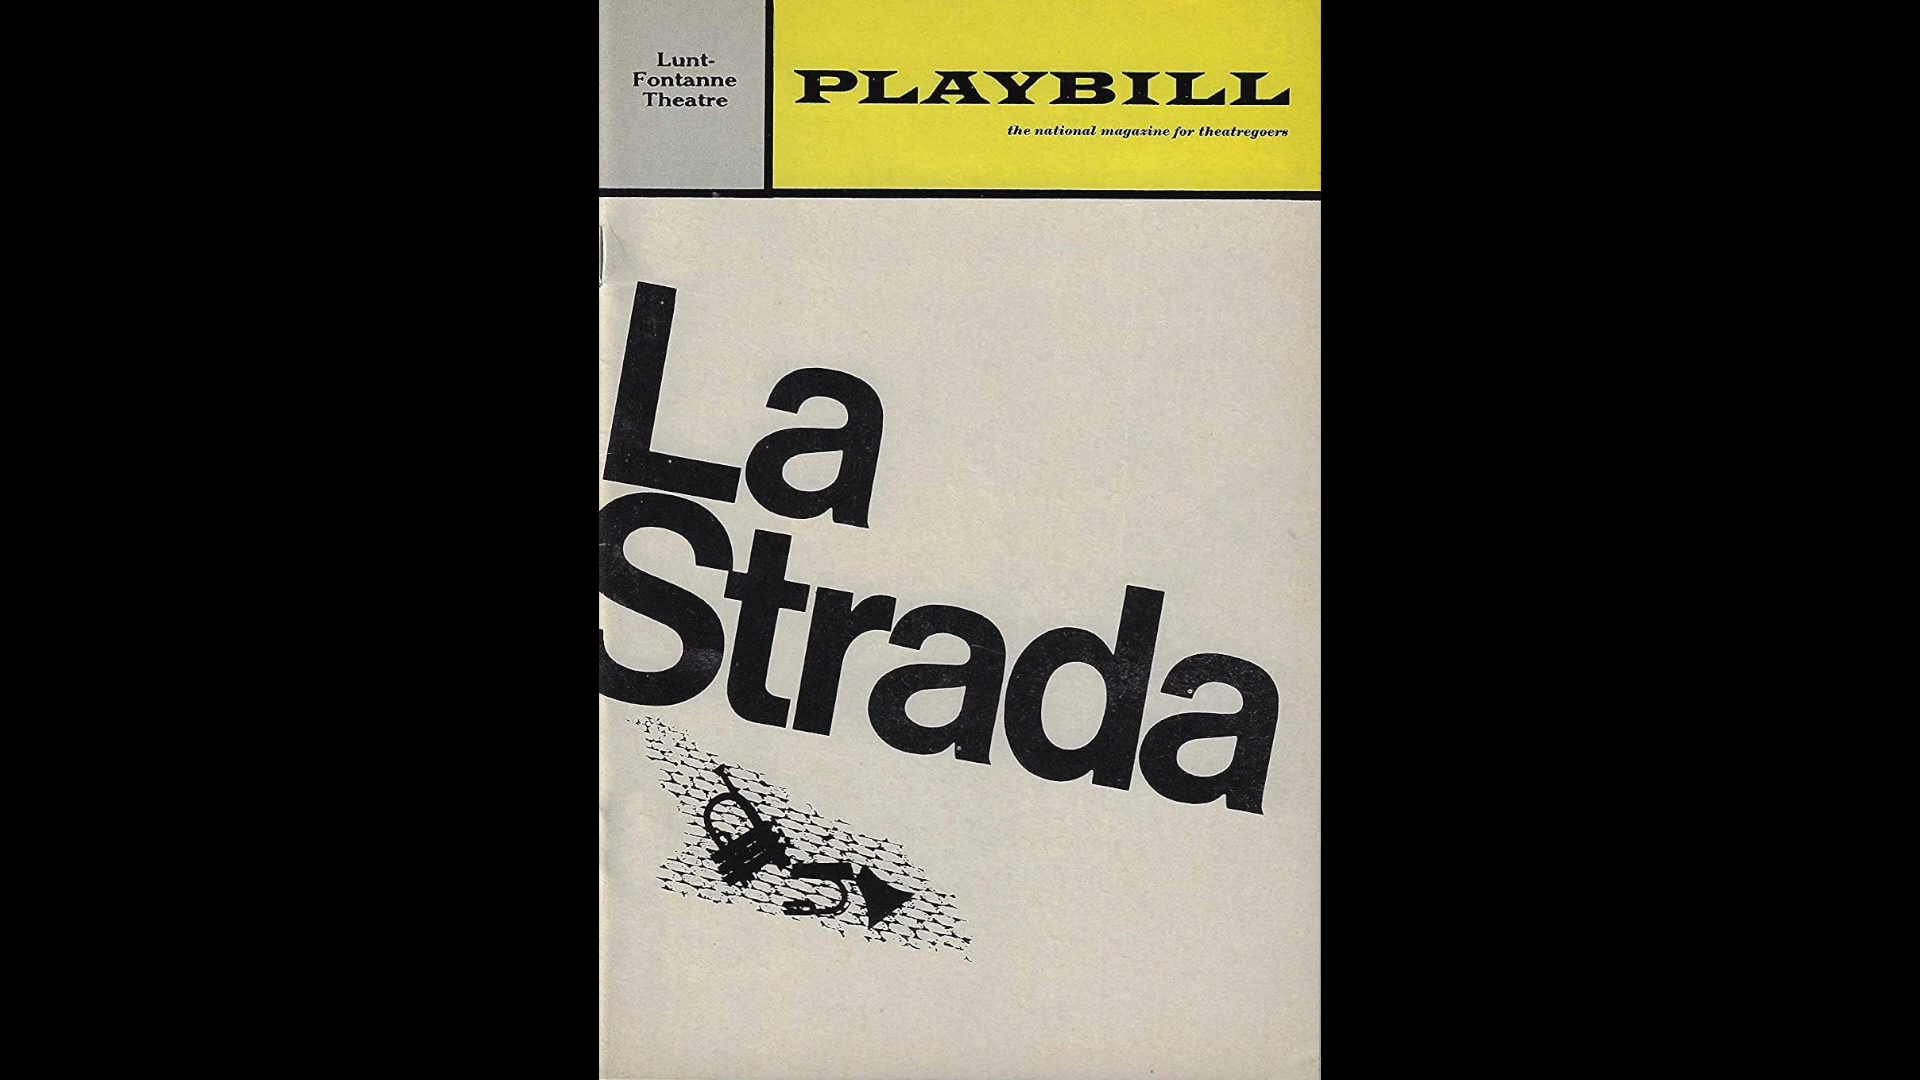 Lunt-
Fontanne
Theatre
PLAYBILL
the national magazine for theatregoers
La
Strada